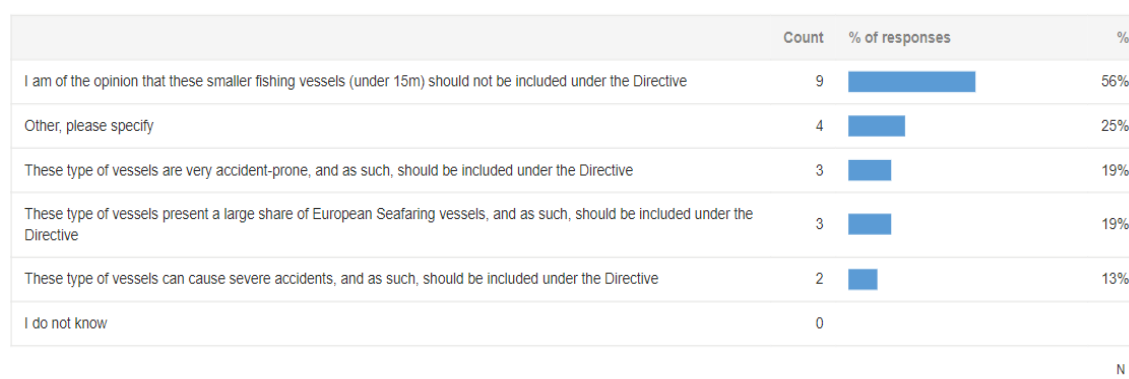 Count % of responses %
I am of the opinion that these smaller fishing vessels (under 15m) should not be included under the Directive 9 56%
Other, please specify 4 25%
These type of vessels are very accident-prone, and as such, should be included under the Directive 3 19%
These type of vessels present a large share of European Seafaring vessels, and as such, should be included under the
Directive 3 19%
These type of vessels can cause severe accidents, and as such, should be included under the Directive 2 13%
I do not know 0
N